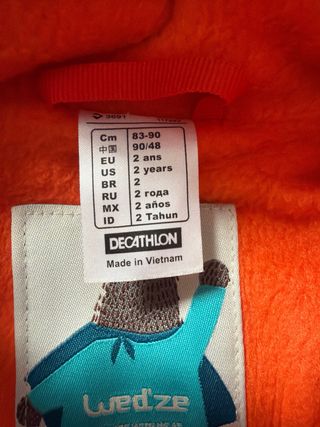 3691
Cm 83-90
中国 90/48
EU 2 ans
US 2 years
BR 2
RU 2 года
MX 2 años
ID 2 Tahun
DECATHLON
Made in Vietnam
Wed'ze